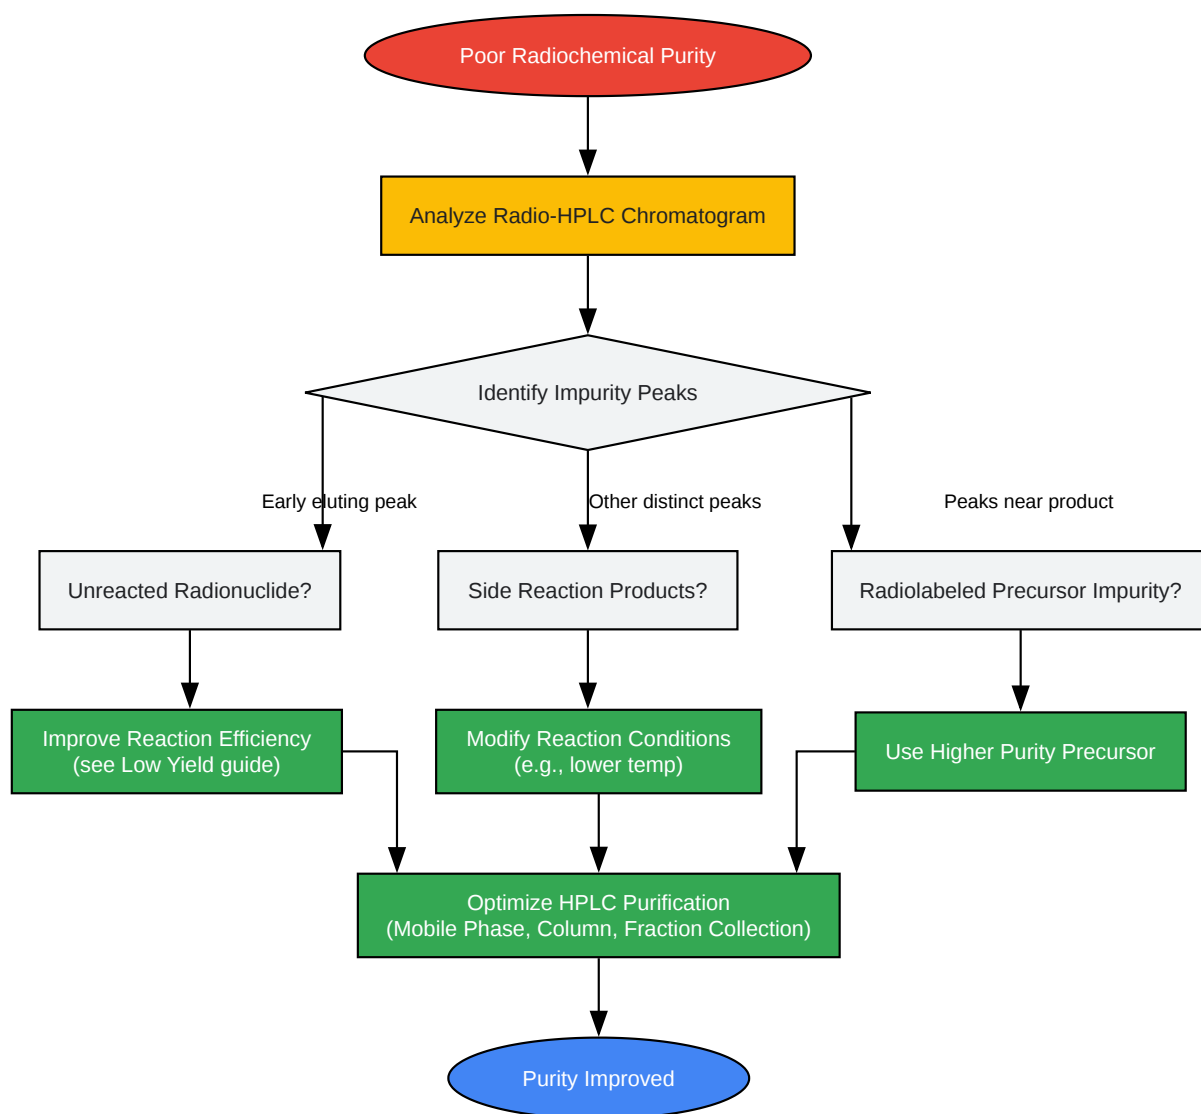 Poor Radiochemical Purity
Analyze Radio-HPLC Chromatogram
Identify Impurity Peaks
Early eluting peak
Other distinct peaks
Peaks near product
Unreacted Radionuclide?
Side Reaction Products?
Radiolabeled Precursor Impurity?
Improve Reaction Efficiency
(see Low Yield guide)
Modify Reaction Conditions
(e.g., lower temp)
Use Higher Purity Precursor
Optimize HPLC Purification
(Mobile Phase, Column, Fraction Collection)
Purity Improved